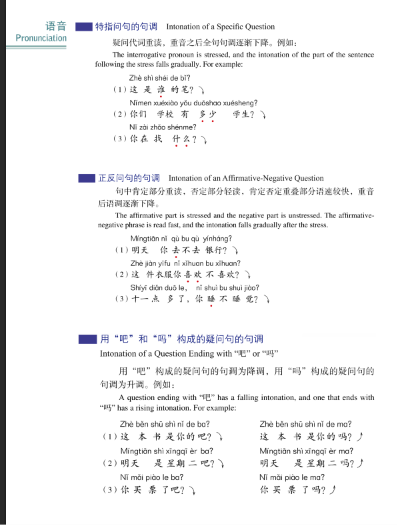 语音
Pronunciation
特指问句的句调 Intonation of a Specific Question
疑问代词重读，重音之后全句句调逐渐下降。例如：
The interrogative pronoun is stressed, and the intonation of the part of the sentence
following the stress falls gradually. For example:
Zhè shì shéi de bǐ?
（1）这 是 谁 的 笔？
Nǐmen xuéxiào yǒu duōshao xuésheng?
（2）你们 学校 有 多少 学生？
Nǐ zài zhǎo shénme?
（3）你 在 找 什么？
正反问句的句调 Intonation of an Affirmative-Negative Question
句中肯定部分重读，否定部分轻读，肯定否定重叠部分语速较快，重音
后语调逐渐下降。
The affirmative part is stressed and the negative part is unstressed. The affirmative-
negative phrase is read fast, and the intonation falls gradually after the stress.
Míngtiān nǐ qù bu qù yínháng?
（1）明天 你 去 不去 银行？
Zhè jiàn yīfu nǐ xǐhuan bu xǐhuan?
（2）这 件 衣服 你 喜欢 不 喜欢？
Shíyī diǎn duō le, nǐ shuì bu shuì jiào?
（3）十一 点 多 了，你 睡 不 睡 觉？
用“吧”和“吗”构成的疑问句的句调
Intonation of a Question Ending with “吧” or “吗”
用“吧”构成的疑问句的句调为降调，用“吗”构成的疑问句的
句调为升调。例如：
A question ending with “吧” has a falling intonation, and one that ends with
“吗” has a rising intonation. For example:
Zhè běn shū shì nǐ de ba? Zhè běn shū shì nǐ de ma?
（1）这 本 书 是 你 的 吧？ 这 本 书 是 你 的 吗？
Míngtiān shì xīngqī èr ba? Míngtiān shì xīngqī èr ma?
（2）明天 是 星期 二 吧？ 明天 是 星期 二 吗？
Nǐ mǎi piào le ba? Nǐ mǎi piào le ma?
（3）你 买 票 了 吧？ 你 买 票 了 吗？